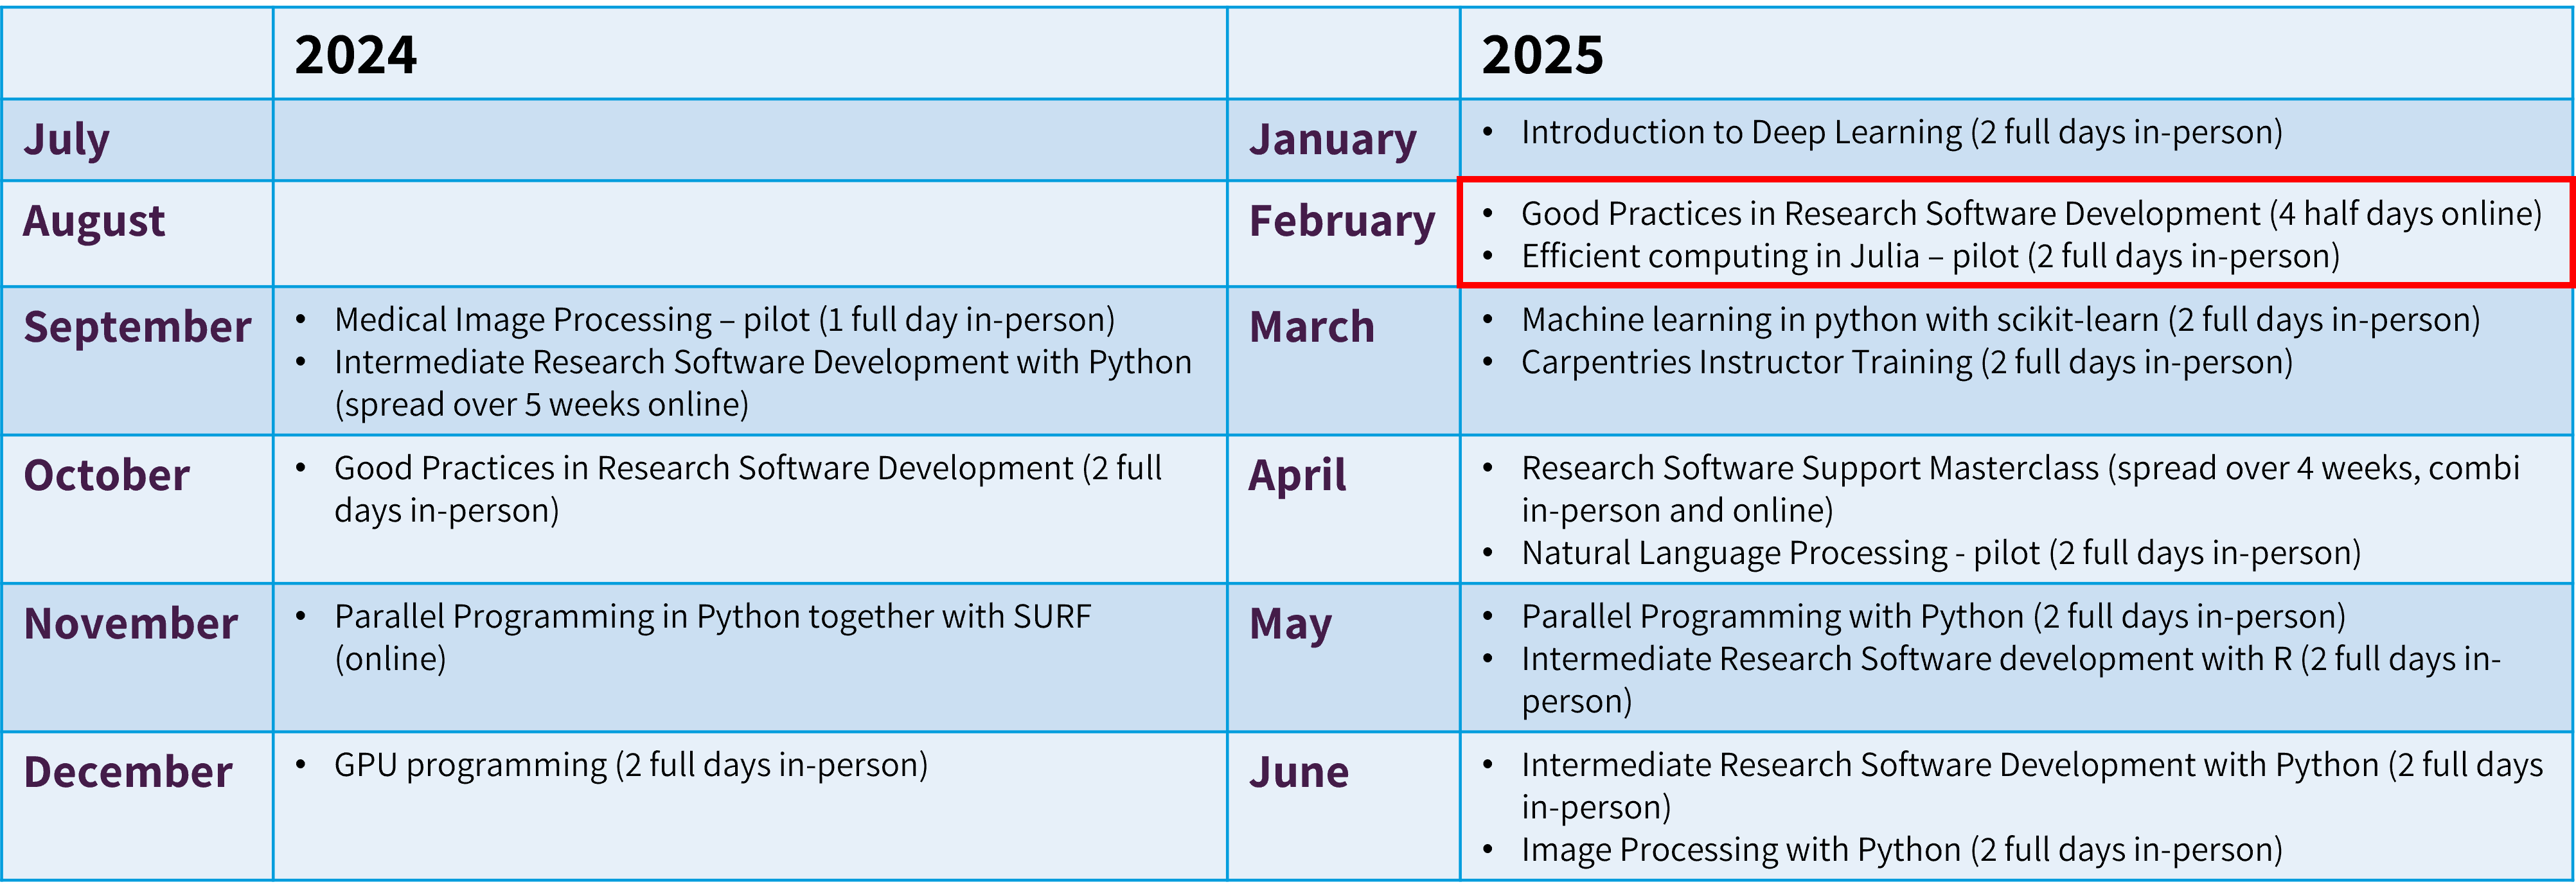 2024
2025
July
January
• Introduction to Deep Learning (2 full days in-person)
August
February
• Good Practices in Research Software Development (4 half days online)
• Efficient computing in Julia – pilot (2 full days in-person)
September
• Medical Image Processing – pilot (1 full day in-person)
• Intermediate Research Software Development with Python
(spread over 5 weeks online)
March
• Machine learning in python with scikit-learn (2 full days in-person)
• Carpentries Instructor Training (2 full days in-person)
October
• Good Practices in Research Software Development (2 full
days in-person)
April
• Research Software Support Masterclass (spread over 4 weeks, combi
in-person and online)
• Natural Language Processing - pilot (2 full days in-person)
November
• Parallel Programming in Python together with SURF
(online)
May
• Parallel Programming with Python (2 full days in-person)
• Intermediate Research Software development with R (2 full days in-
person)
December
• GPU programming (2 full days in-person)
June
• Intermediate Research Software Development with Python (2 full days
in-person)
• Image Processing with Python (2 full days in-person)